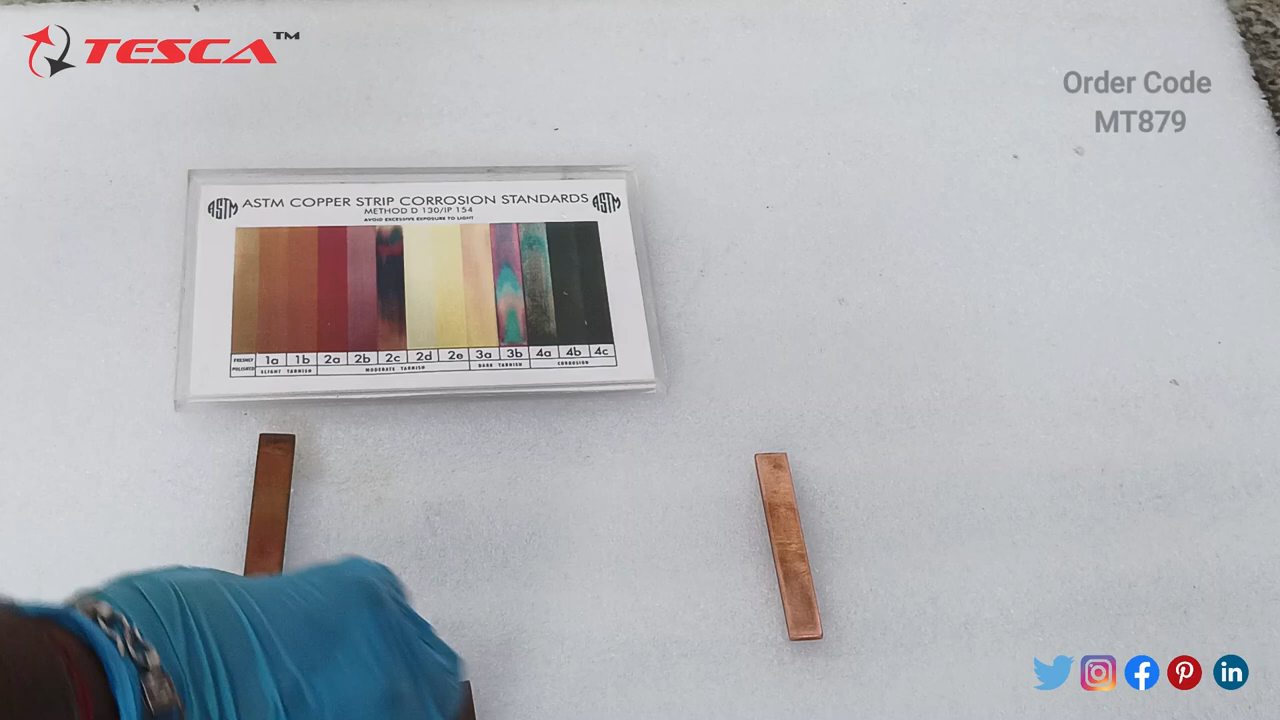 TESCA™
Order Code
MT879
ASTM ASTM COPPER STRIP CORROSION STANDARDS ASTM
METHOD D 130/IP 154
AVOID EXCESSIVE EXPOSURE TO LIGHT
FRESHLY POLISHED 1a 1b 2a 2b 2c 2d 2e 3a 3b 4a 4b 4c
SLIGHT TARNISH MODERATE TARNISH DARK TARNISH CORROSION